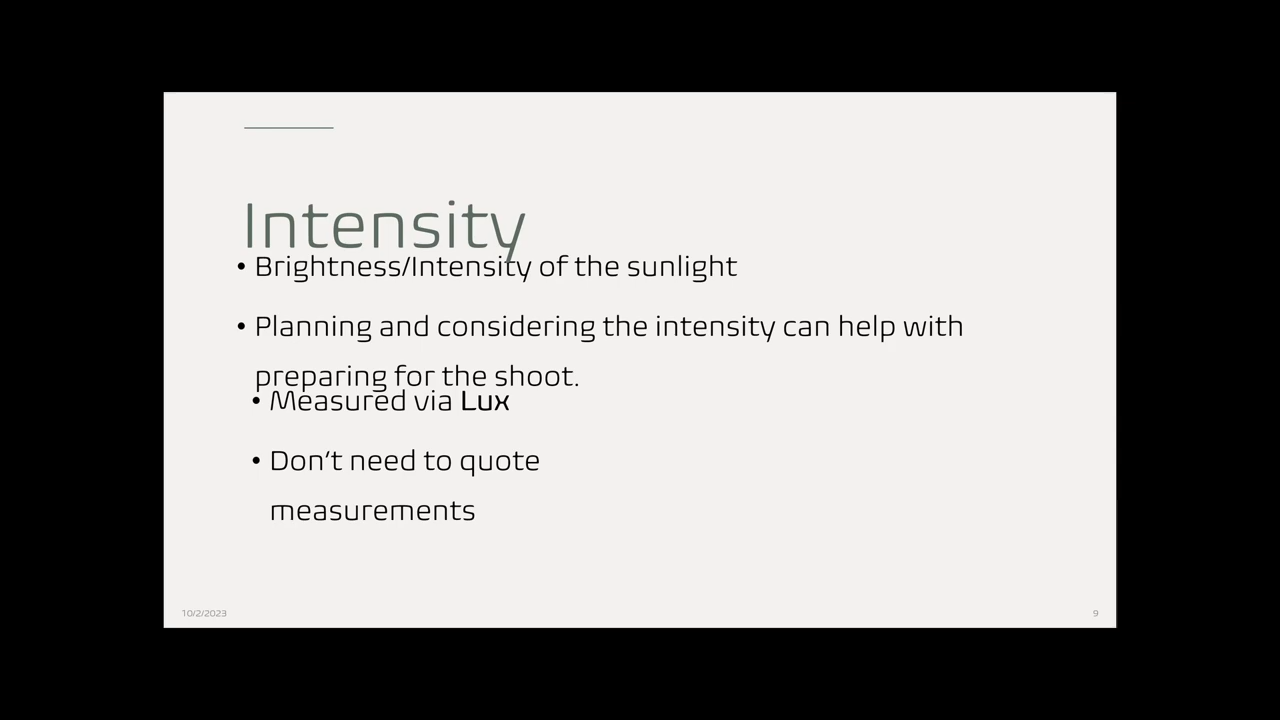 Intensity
• Brightness/Intensity of the sunlight
• Planning and considering the intensity can help with
preparing for the shoot.
• Measured via Lux
• Don’t need to quote
measurements
10/2/2023
9